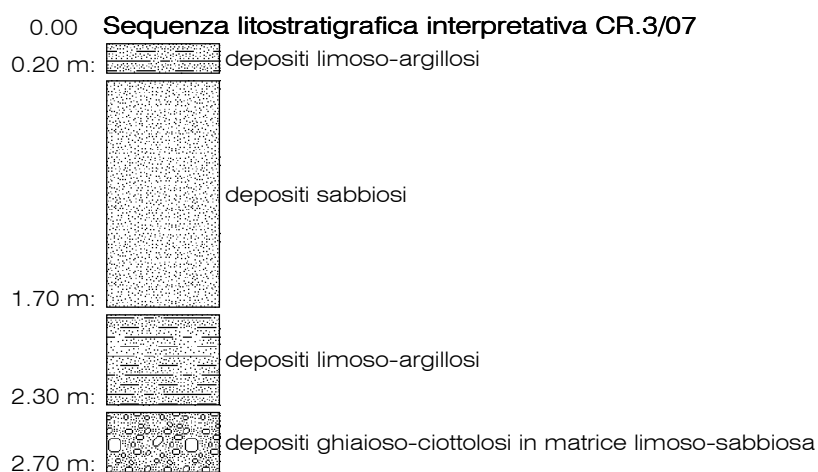 0.00 Sequenza litostratigrafica interpretativa CR.3/07
0.20 m: depositi limoso-argillosi
depositi sabbiosi
1.70 m:
depositi limoso-argillosi
2.30 m:
depositi ghiaioso-ciottolosi in matrice limoso-sabbiosa
2.70 m: